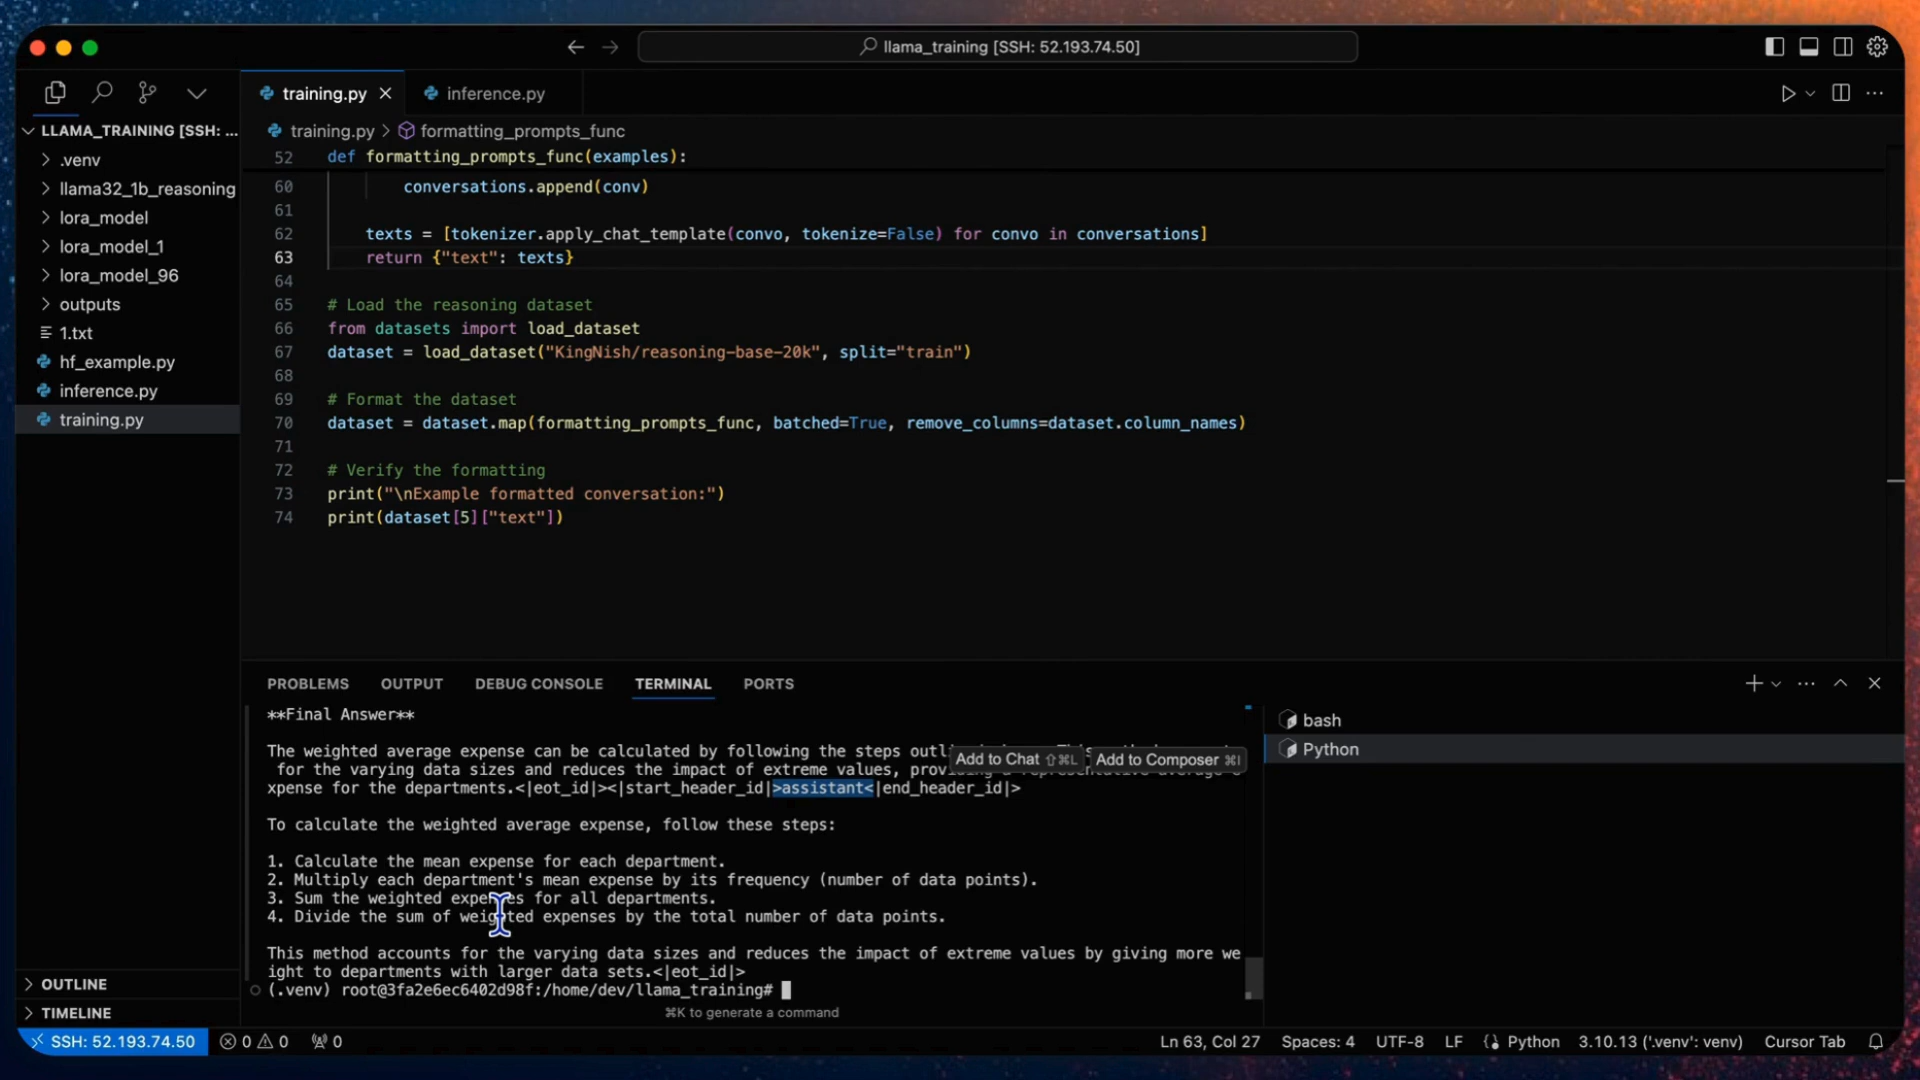 llama_training [SSH: 52.193.74.50]
training.py
inference.py
LLAMA_TRAINING [SSH: ...
training.py > formatting_prompts_func
.venv
llama32_1b_reasoning
lora_model
lora_model_1
lora_model_96
outputs
1.txt
hf_example.py
inference.py
training.py
52 def formatting_prompts_func(examples):
60 conversations.append(conv)
61
62 texts = [tokenizer.apply_chat_template(convo, tokenize=False) for convo in conversations]
63 return {"text": texts}
64
65 # Load the reasoning dataset
66 from datasets import load_dataset
67 dataset = load_dataset("KingNish/reasoning-base-20k", split="train")
68
69 # Format the dataset
70 dataset = dataset.map(formatting_prompts_func, batched=True, remove_columns=dataset.column_names)
71
72 # Verify the formatting
73 print("\nExample formatted conversation:")
74 print(dataset[5]["text"])
PROBLEMS OUTPUT DEBUG CONSOLE TERMINAL PORTS
**Final Answer**
The weighted average expense can be calculated by following the steps outl
for the varying data sizes and reduces the impact of extreme values,
xpense for the departments.<|eot_id|><|start_header_id|>assistant<|end_header_id|>
To calculate the weighted average expense, follow these steps:
1. Calculate the mean expense for each department.
2. Multiply each department's mean expense by its frequency (number of data points).
3. Sum the weighted expenses for all departments.
4. Divide the sum of weighted expenses by the total number of data points.
This method accounts for the varying data sizes and reduces the impact of extreme values by giving more we
ight to departments with larger data sets.<|eot_id|>
(.venv) root@3fa2e6ec6402d98f:/home/dev/llama_training#
⌘K to generate a command
Add to Chat ⇧⌘L Add to Composer ⌘I
bash
Python
OUTLINE
TIMELINE
SSH: 52.193.74.50 0 0 0 Ln 63, Col 27 Spaces: 4 UTF-8 LF Python 3.10.13 ('.venv': venv) Cursor Tab